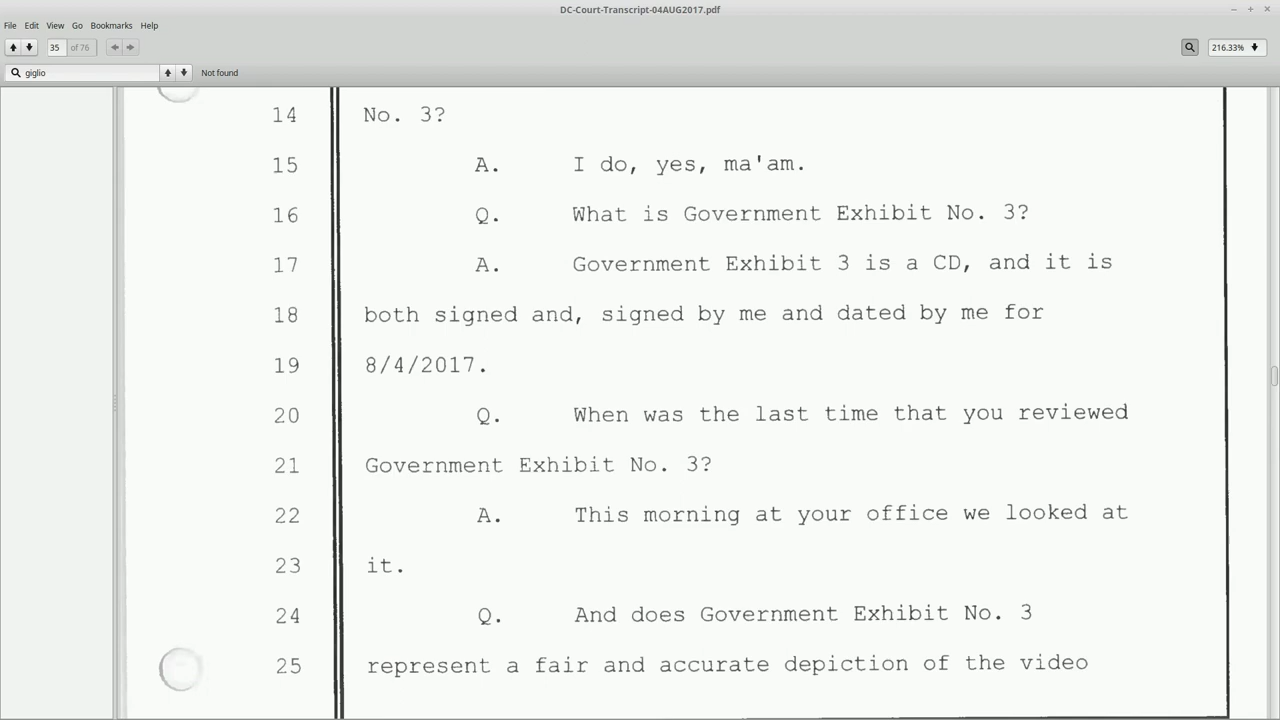 DC-Court-Transcript-04AUG2017.pdf
File Edit View Go Bookmarks Help
35 of 76 216.33%
giglio Not found
14 No. 3?
15 A. I do, yes, ma'am.
16 Q. What is Government Exhibit No. 3?
17 A. Government Exhibit 3 is a CD, and it is
18 both signed and, signed by me and dated by me for
19 8/4/2017.
20 Q. When was the last time that you reviewed
21 Government Exhibit No. 3?
22 A. This morning at your office we looked at
23 it.
24 Q. And does Government Exhibit No. 3
25 represent a fair and accurate depiction of the video